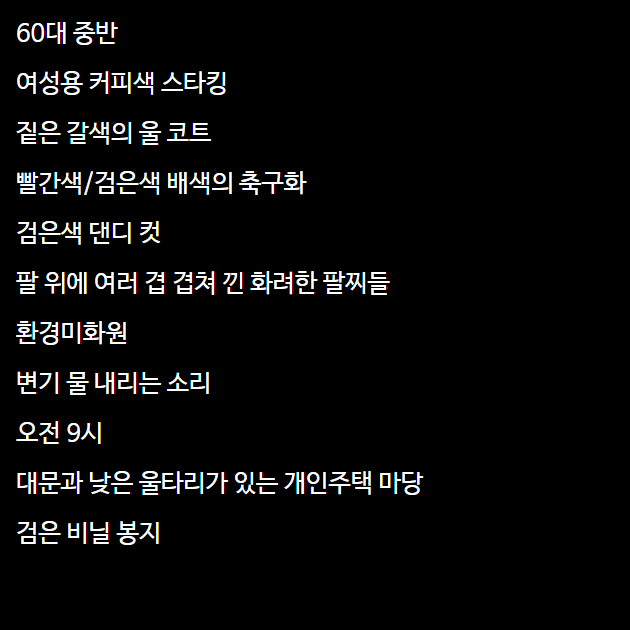 60대 중반
여성용 커피색 스타킹
짙은 갈색의 울 코트
빨간색/검은색 배색의 축구화
검은색 댄디 컷
팔 위에 여러 겹 겹쳐 낀 화려한 팔찌들
환경미화원
변기 물 내리는 소리
오전 9시
대문과 낮은 울타리가 있는 개인주택 마당
검은 비닐 봉지